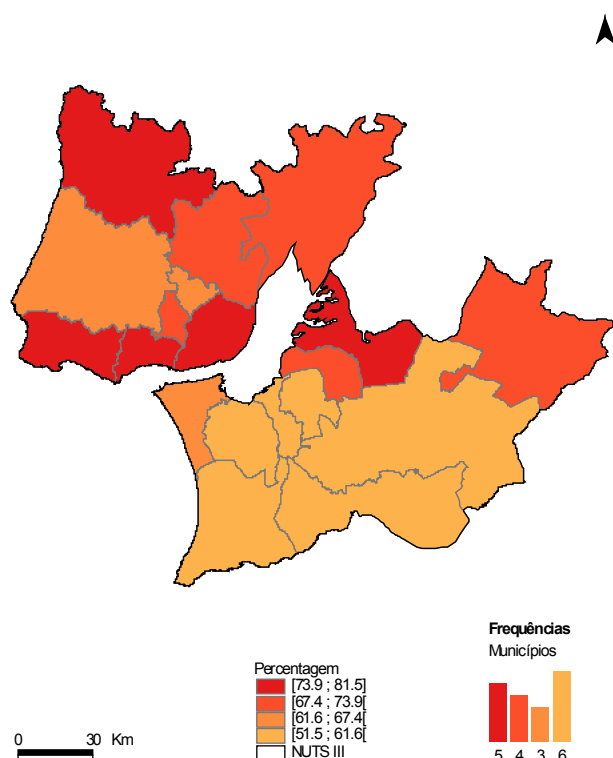 Frequências
Municípios
5 4 3 6
Percentagem
[73.9 ; 81.5]
[67.4 ; 73.9[
[61.6 ; 67.4[
[51.5 ; 61.6[
NUTS III
0 30 Km